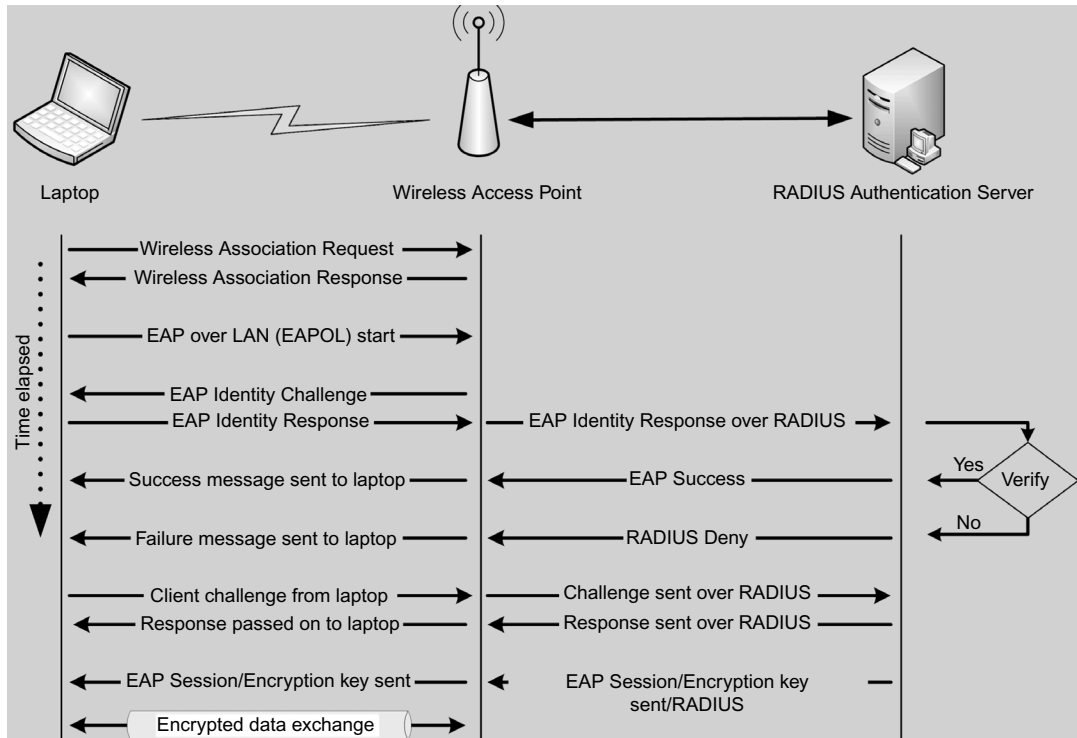 Laptop
Wireless Access Point
RADIUS Authentication Server
Time elapsed
Wireless Association Request
Wireless Association Response
EAP over LAN (EAPOL) start
EAP Identity Challenge
EAP Identity Response
EAP Identity Response over RADIUS
Success message sent to laptop
EAP Success
Yes
Verify
Failure message sent to laptop
RADIUS Deny
No
Client challenge from laptop
Challenge sent over RADIUS
Response passed on to laptop
Response sent over RADIUS
EAP Session/Encryption key sent
EAP Session/Encryption key
sent/RADIUS
Encrypted data exchange